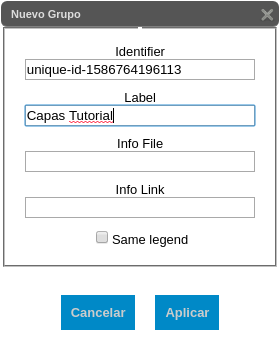 Nuevo Grupo
Identifier
unique-id-1586764196113
Label
Capas Tutorial
Info File
Info Link
Same legend
Cancelar Aplicar